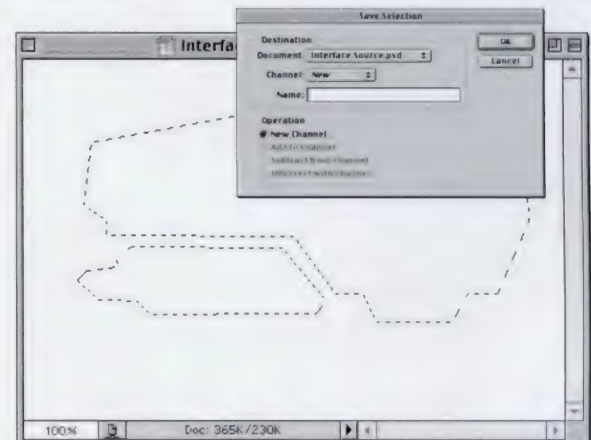 Save Selection
Destination
Document: Interface Source.psd
Channel: New
Name:
Operation
New Channel
Add to Channel
Subtract from Channel
Intersect with Channel
OK
Cancel
Interfa
100% Doc: 365K/230K